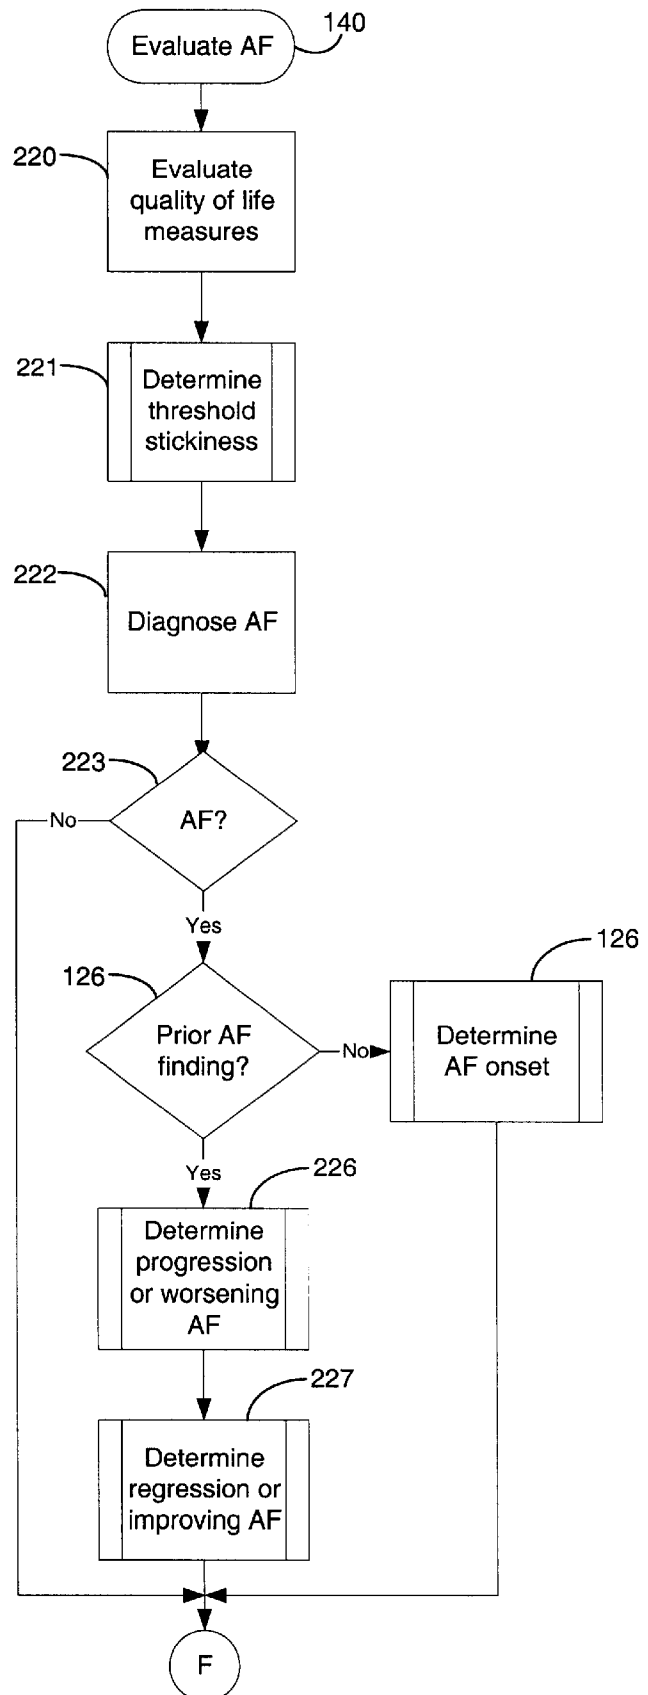 140
Evaluate AF
220
Evaluate
quality of life
measures
221
Determine
threshold
stickiness
222
Diagnose AF
223
AF?
No
Yes
126
Prior AF
finding?
No
126
Determine
AF onset
Yes
226
Determine
progression
or worsening
AF
227
Determine
regression or
improving AF
F